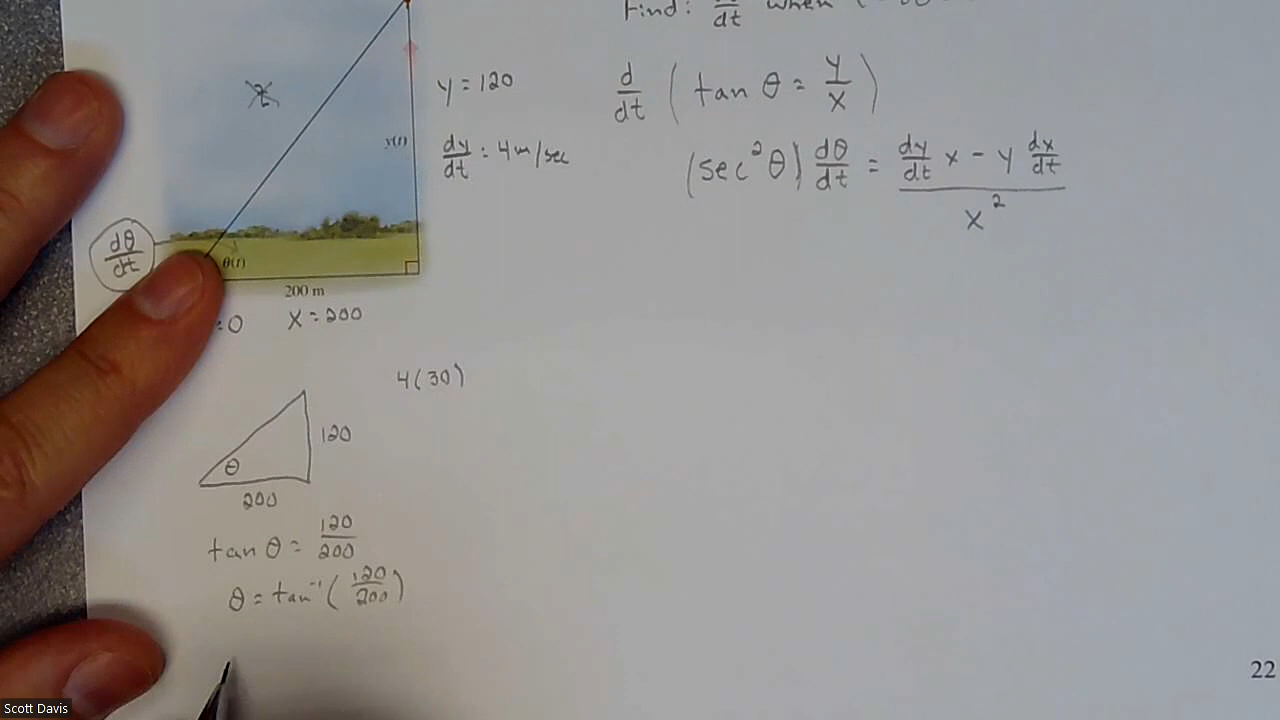 Find: dθ/dt when
y = 120
d/dt ( tan θ = y/x )
y(t)
dy/dt = 4 m/sec
(sec²θ) dθ/dt = (dy/dt x - y dx/dt) / x²
dθ/dt
θ(t)
200 m
= 0
x = 200
4(30)
120
θ
200
tan θ = 120/200
θ = tan⁻¹ (120/200)
22
Scott Davis